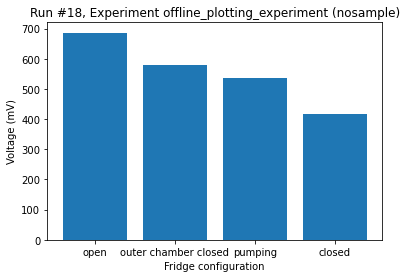 Run #18, Experiment offline_plotting_experiment (nosample)
700
600
500
400
300
200
100
0
Voltage (mV)
open outer chamber closed pumping closed
Fridge configuration